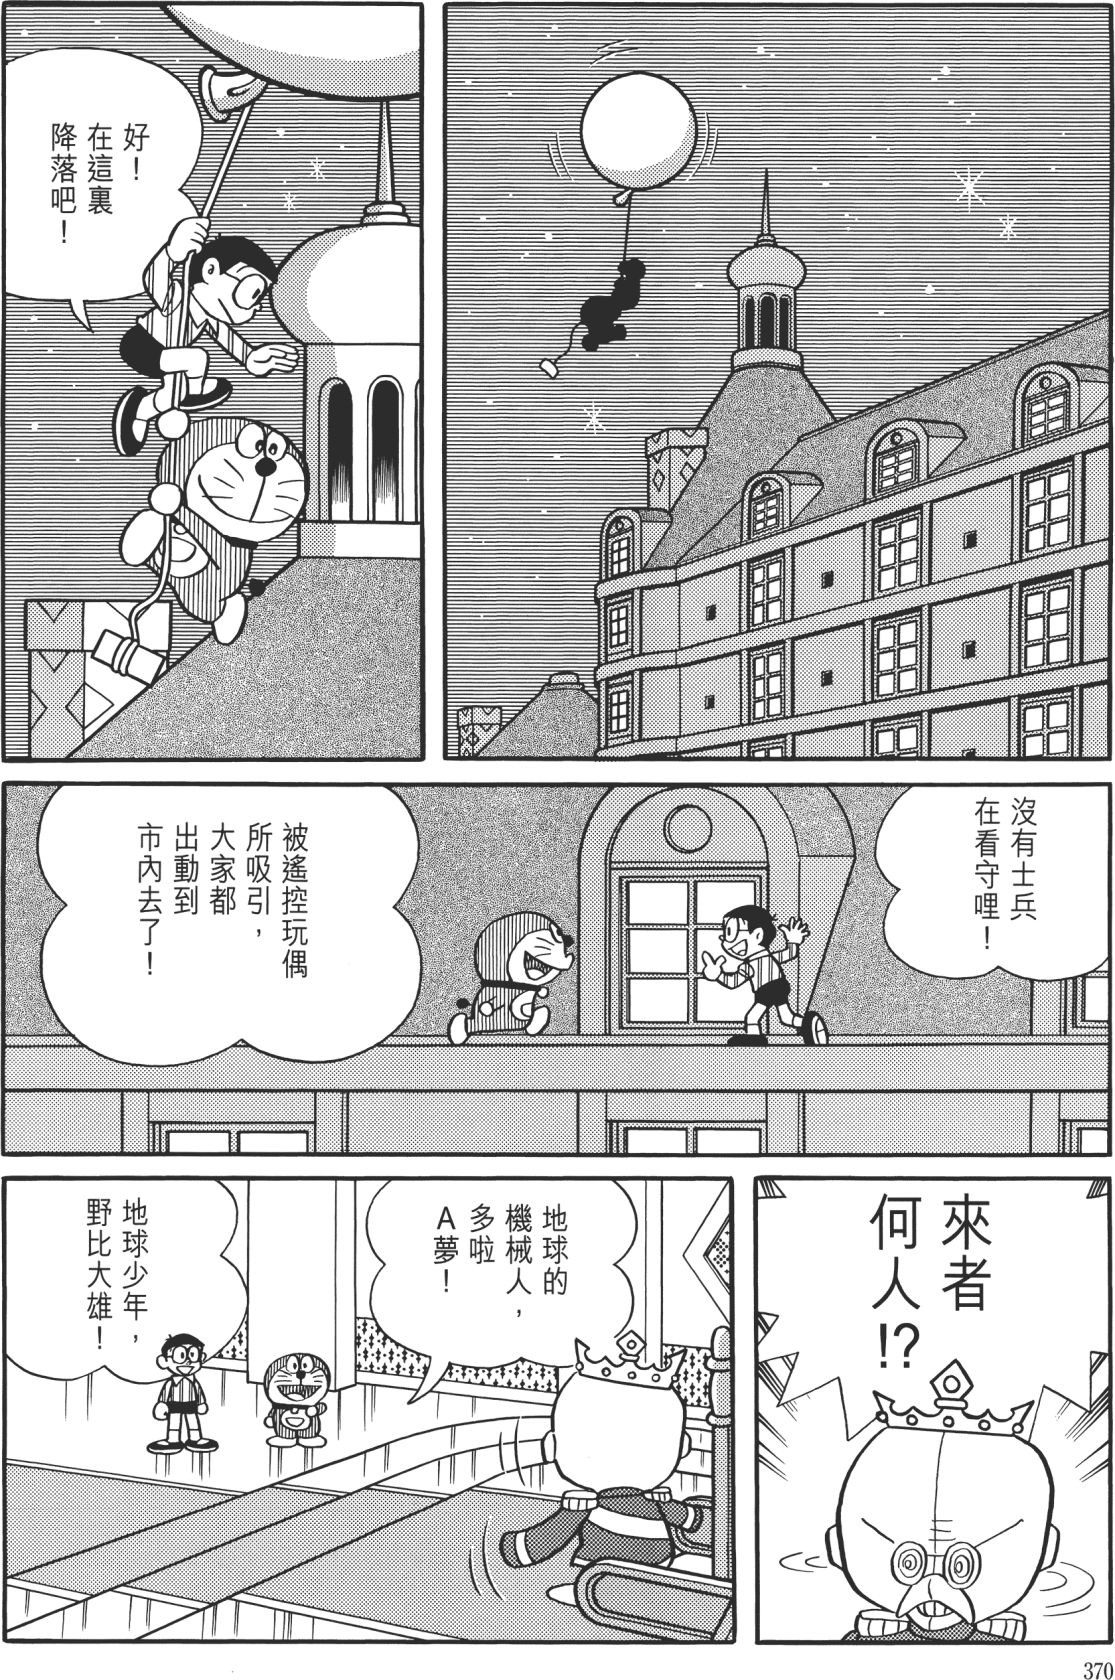 好！
在這裏
降落吧！
沒有士兵
在看守哩！
被遙控玩偶
所吸引，
大家都
出動到
市內去了！
來者
何人!?
地球的
機械人，
多啦
A夢！
地球少年，
野比大雄！
370